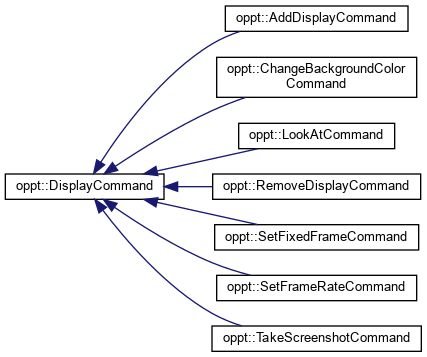 oppt::AddDisplayCommand
oppt::ChangeBackgroundColor
Command
oppt::LookAtCommand
oppt::DisplayCommand
oppt::RemoveDisplayCommand
oppt::SetFixedFrameCommand
oppt::SetFrameRateCommand
oppt::TakeScreenshotCommand